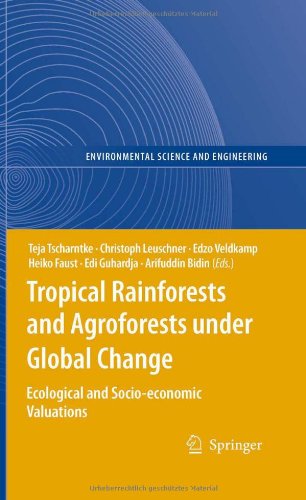 Urheberrechtlich geschütztes Material
ENVIRONMENTAL SCIENCE AND ENGINEERING
Teja Tscharntke · Christoph Leuschner · Edzo Veldkamp
Heiko Faust · Edi Guhardja · Arifuddin Bidin (Eds.)
Tropical Rainforests
and Agroforests under
Global Change
Ecological and Socio-economic
Valuations
Springer
Urheberrechtlich geschütztes Material